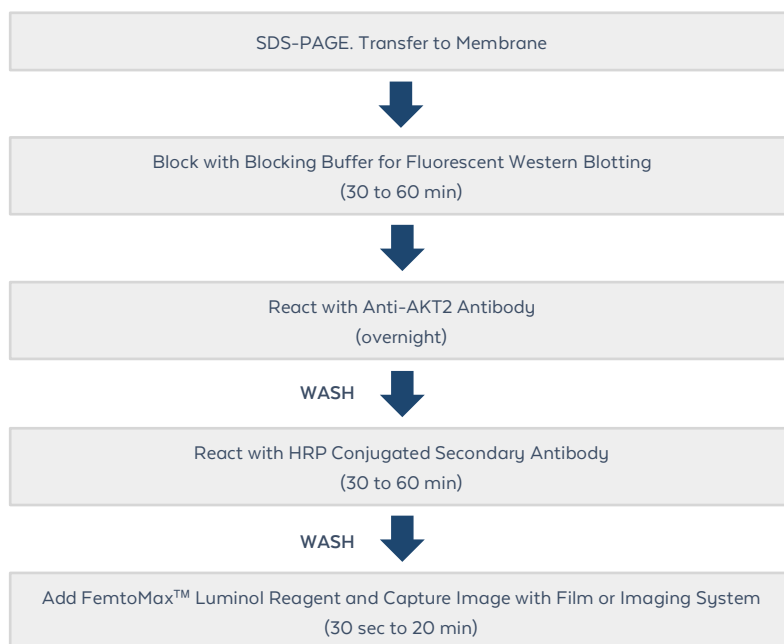 SDS-PAGE. Transfer to Membrane
Block with Blocking Buffer for Fluorescent Western Blotting
(30 to 60 min)
React with Anti-AKT2 Antibody
(overnight)
WASH
React with HRP Conjugated Secondary Antibody
(30 to 60 min)
WASH
Add FemtoMax™ Luminol Reagent and Capture Image with Film or Imaging System
(30 sec to 20 min)